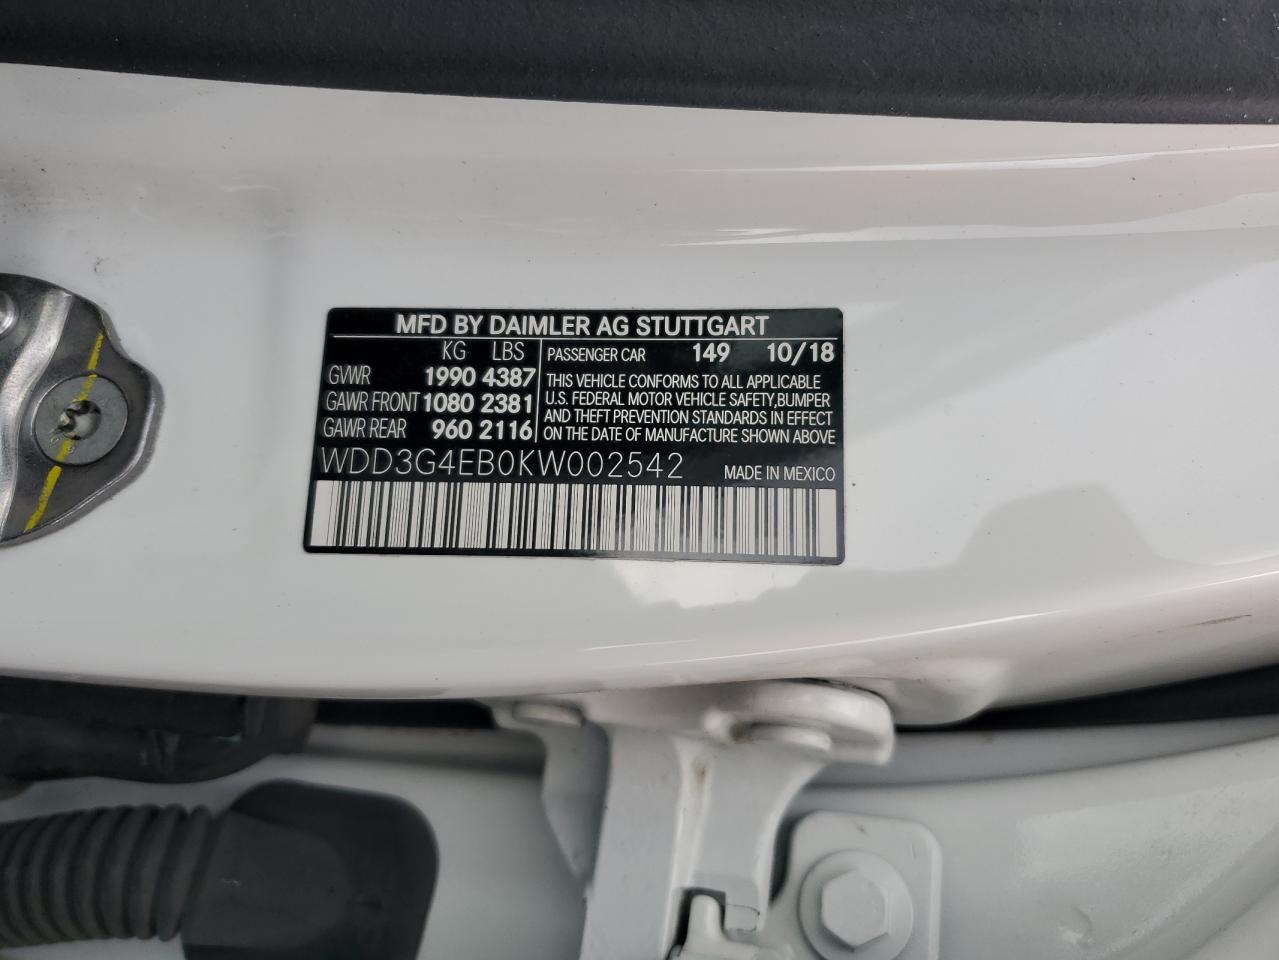 MFD BY DAIMLER AG STUTTGART
KG LBS
GVWR 1990 4387
GAWR FRONT 1080 2381
GAWR REAR 960 2116
PASSENGER CAR 149 10/18
THIS VEHICLE CONFORMS TO ALL APPLICABLE
U.S. FEDERAL MOTOR VEHICLE SAFETY, BUMPER
AND THEFT PREVENTION STANDARDS IN EFFECT
ON THE DATE OF MANUFACTURE SHOWN ABOVE
WDD3G4EB0KW002542 MADE IN MEXICO